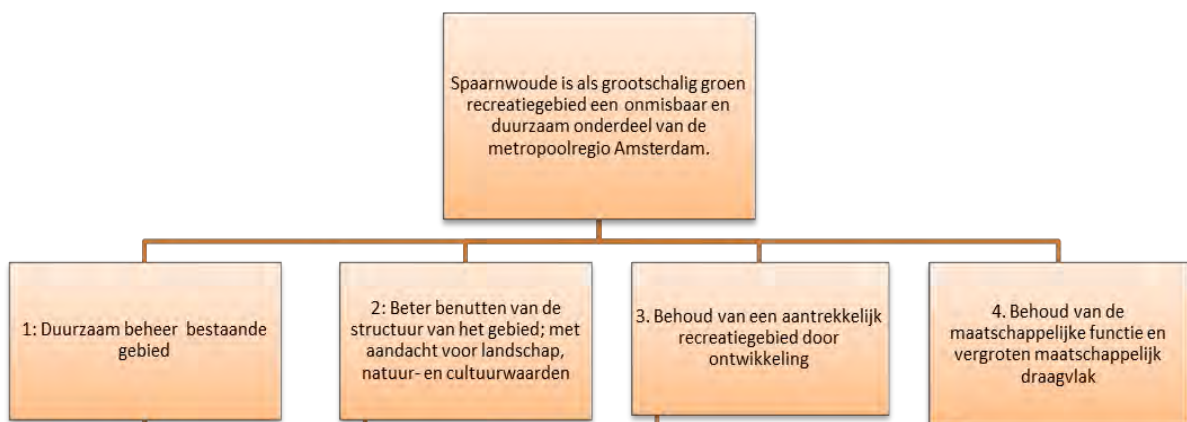 Spaarnwoude is als grootschalig groen
recreatiegebied een onmisbaar en
duurzaam onderdeel van de
metropoolregio Amsterdam.
1: Duurzaam beheer bestaande
gebied
2: Beter benutten van de
structuur van het gebied; met
aandacht voor landschap,
natuur- en cultuurwaarden
3. Behoud van een aantrekkelijk
recreatiegebied door
ontwikkeling
4. Behoud van de
maatschappelijke functie en
vergroten maatschappelijk
draagvlak